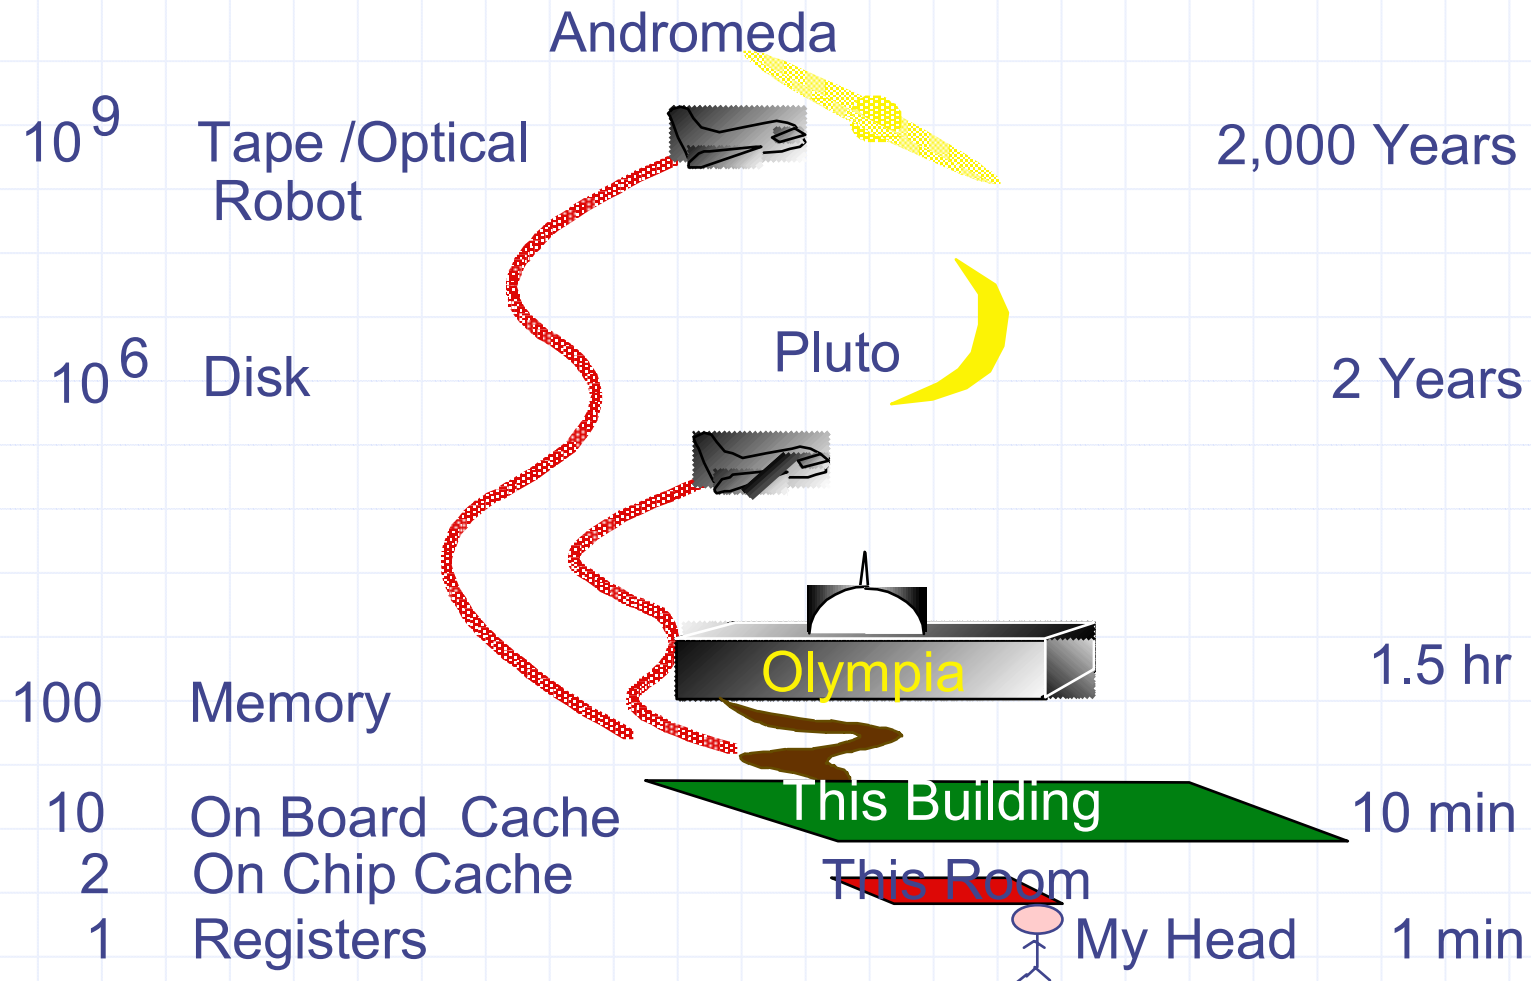 Andromeda
10^9 Tape /Optical Robot 2,000 Years
10^6 Disk Pluto 2 Years
Olympia 1.5 hr
100 Memory
10 On Board Cache This Building 10 min
2 On Chip Cache This Room
1 Registers My Head 1 min